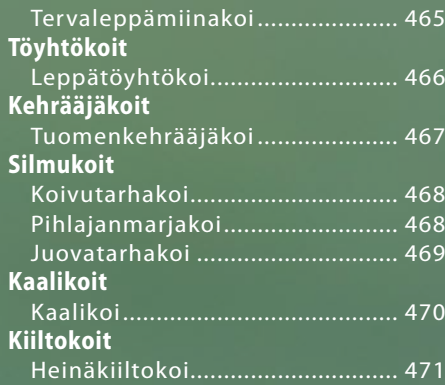 Tervaleppämiinakoi..................... 465
Töyhtökoit
Leppätöyhtökoi............................ 466
Kehrääjäkoit
Tuomenkehrääjäkoi..................... 467
Silmukoit
Koivutarhakoi............................... 468
Pihlajanmarjakoi.......................... 468
Juovatarhakoi .............................. 469
Kaalikoit
Kaalikoi......................................... 470
Kiiltokoit
Heinäkiiltokoi............................... 471